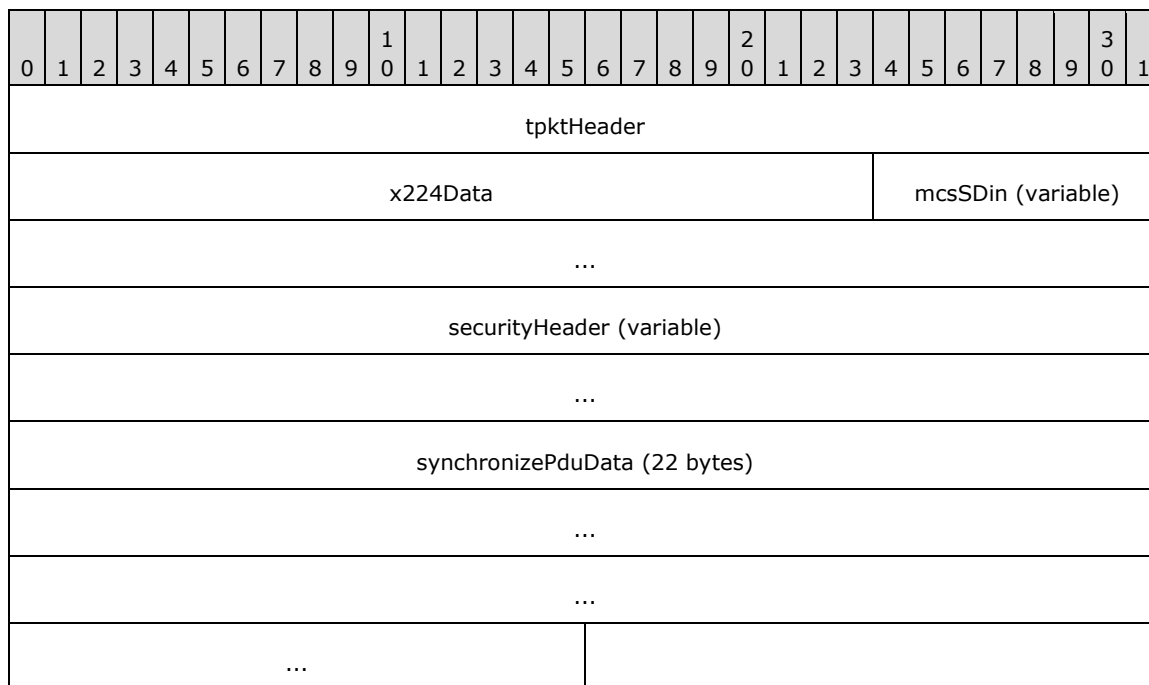 1 2 3
0 1 2 3 4 5 6 7 8 9 0 1 2 3 4 5 6 7 8 9 0 1 2 3 4 5 6 7 8 9 0 1
tpktHeader
x224Data mcsSDin (variable)
...
securityHeader (variable)
...
synchronizePduData (22 bytes)
...
...
...